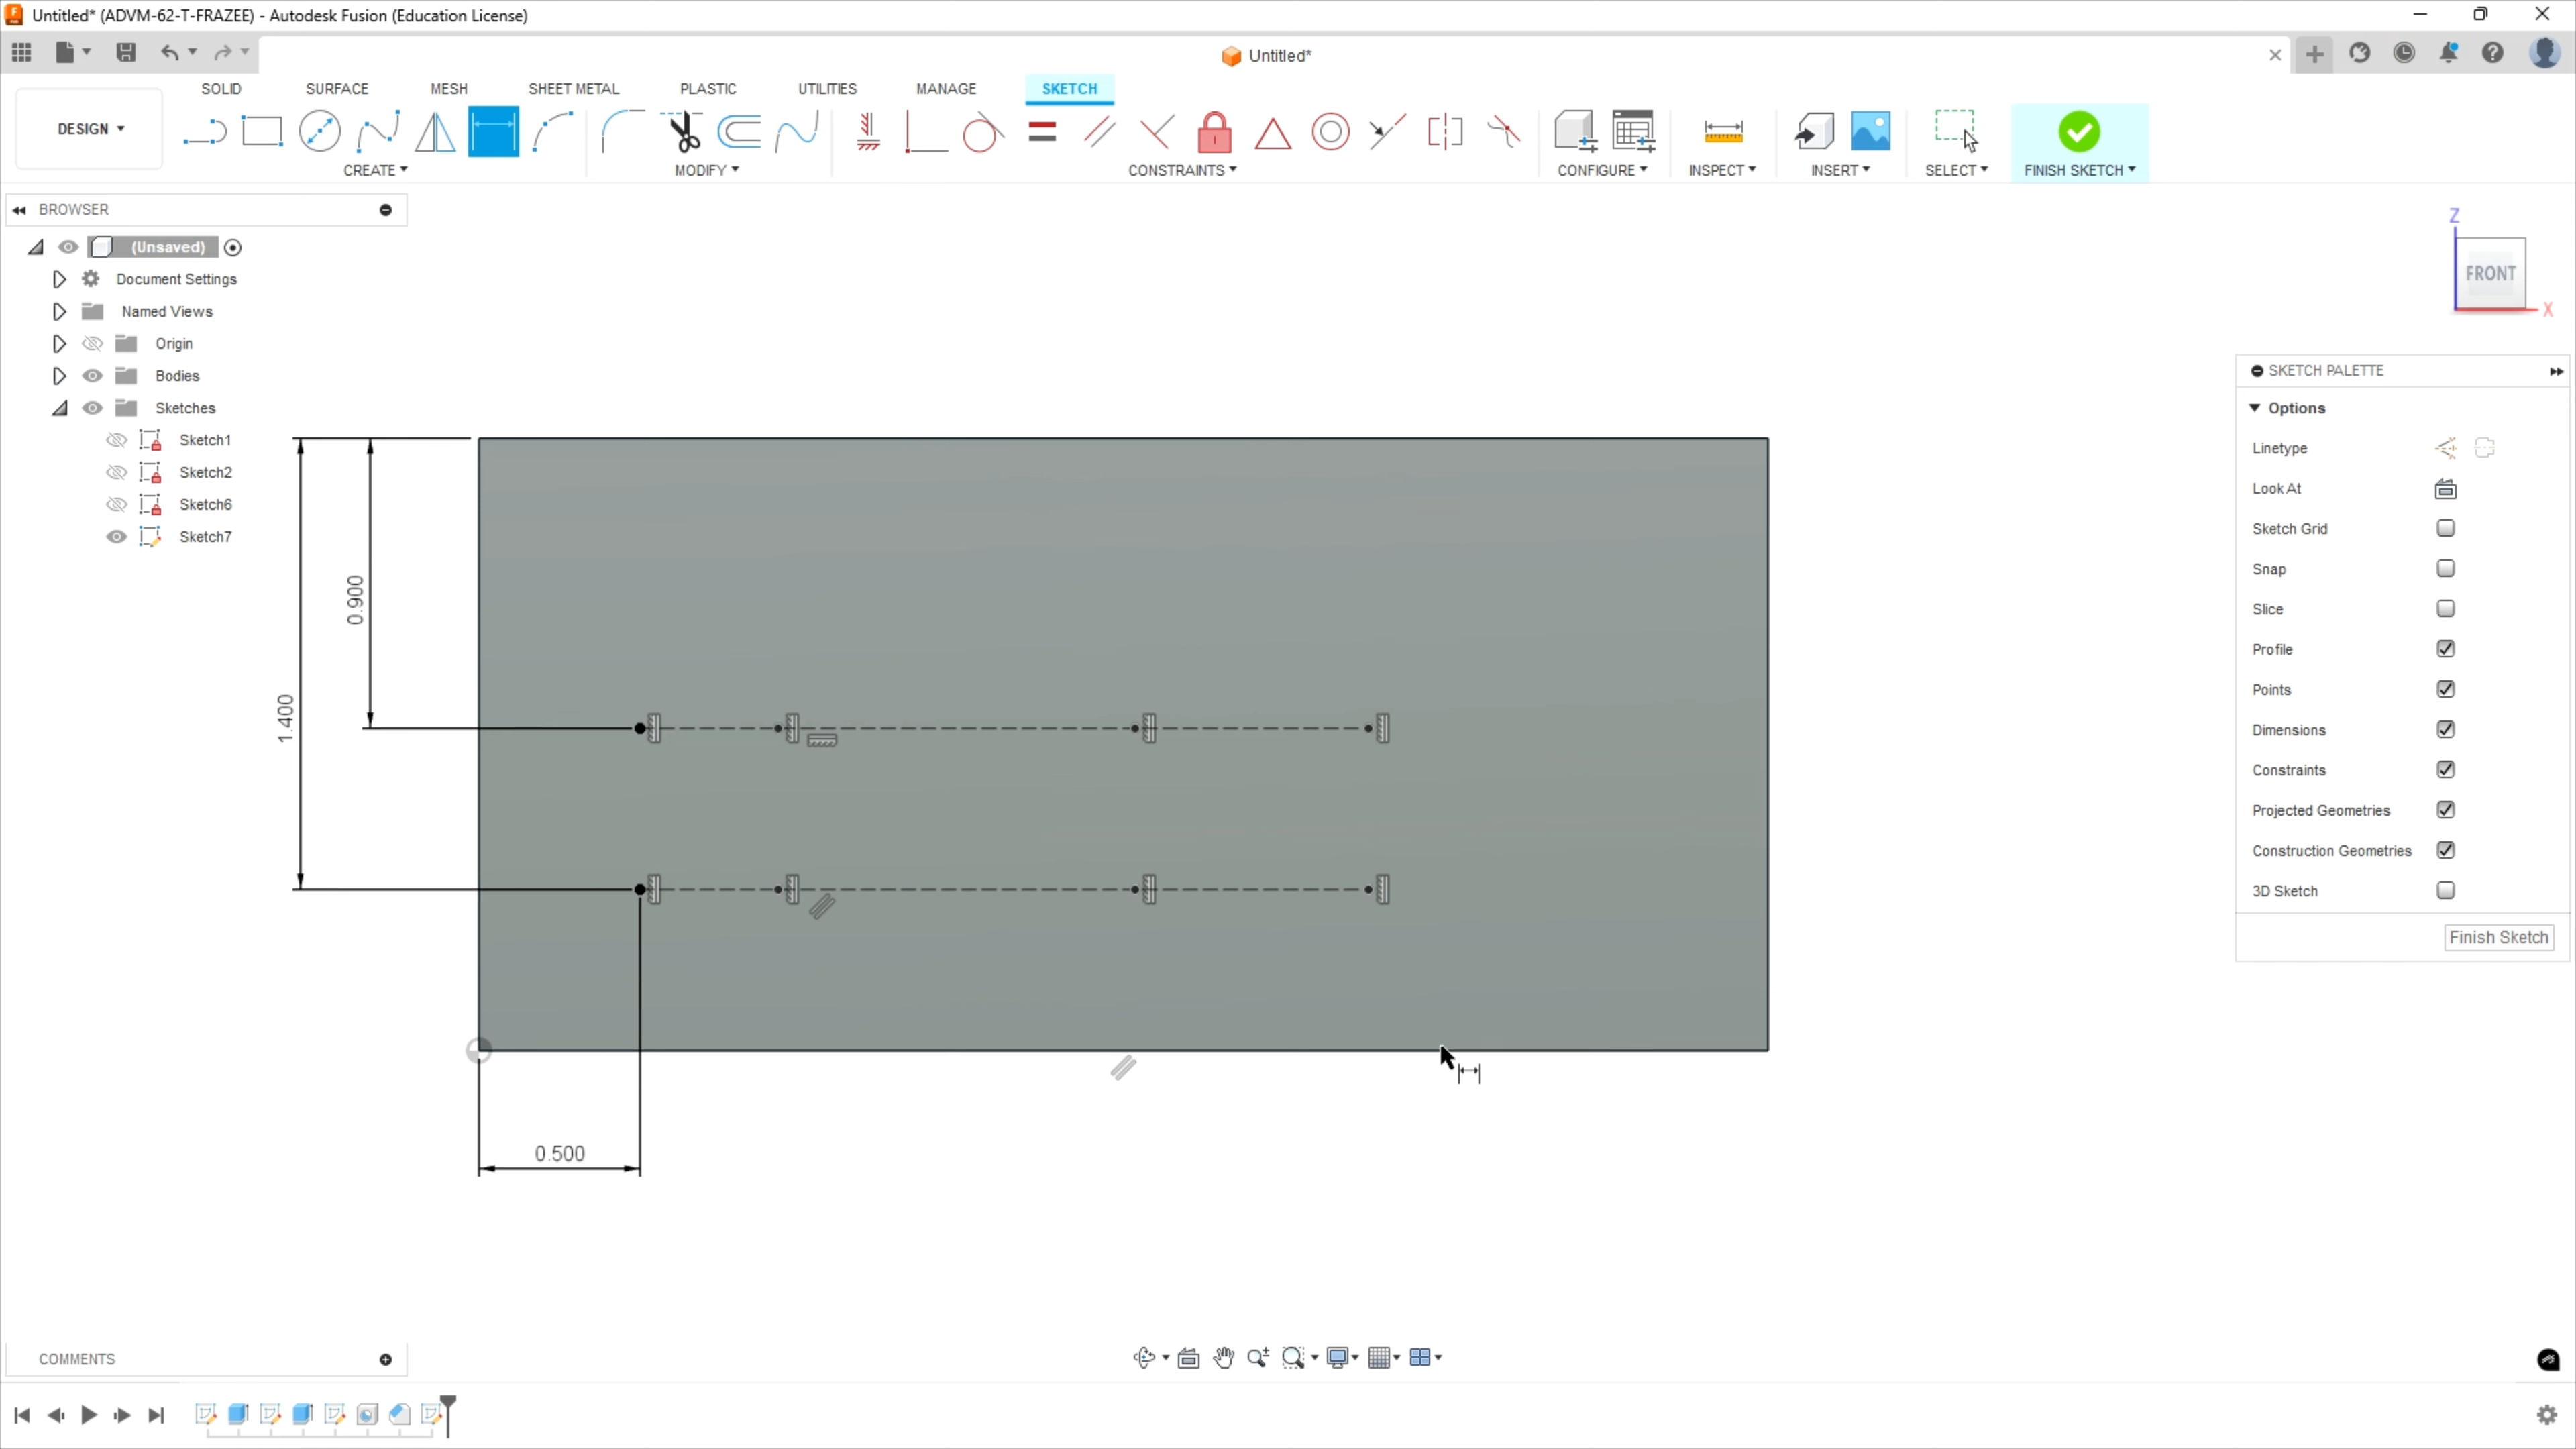 Untitled* (ADVM-62-T-FRAZEE) - Autodesk Fusion (Education License)
Untitled*
SOLID SURFACE MESH SHEET METAL PLASTIC UTILITIES MANAGE SKETCH
DESIGN
CREATE MODIFY CONSTRAINTS CONFIGURE INSPECT INSERT SELECT FINISH SKETCH
BROWSER
(Unsaved)
Document Settings
Named Views
Origin
Bodies
Sketches
Sketch1
Sketch2
Sketch6
Sketch7
Z
FRONT
X
SKETCH PALETTE
Options
Linetype
Look At
Sketch Grid
Snap
Slice
Profile
Points
Dimensions
Constraints
Projected Geometries
Construction Geometries
3D Sketch
Finish Sketch
0.900
1.400
0.500
COMMENTS